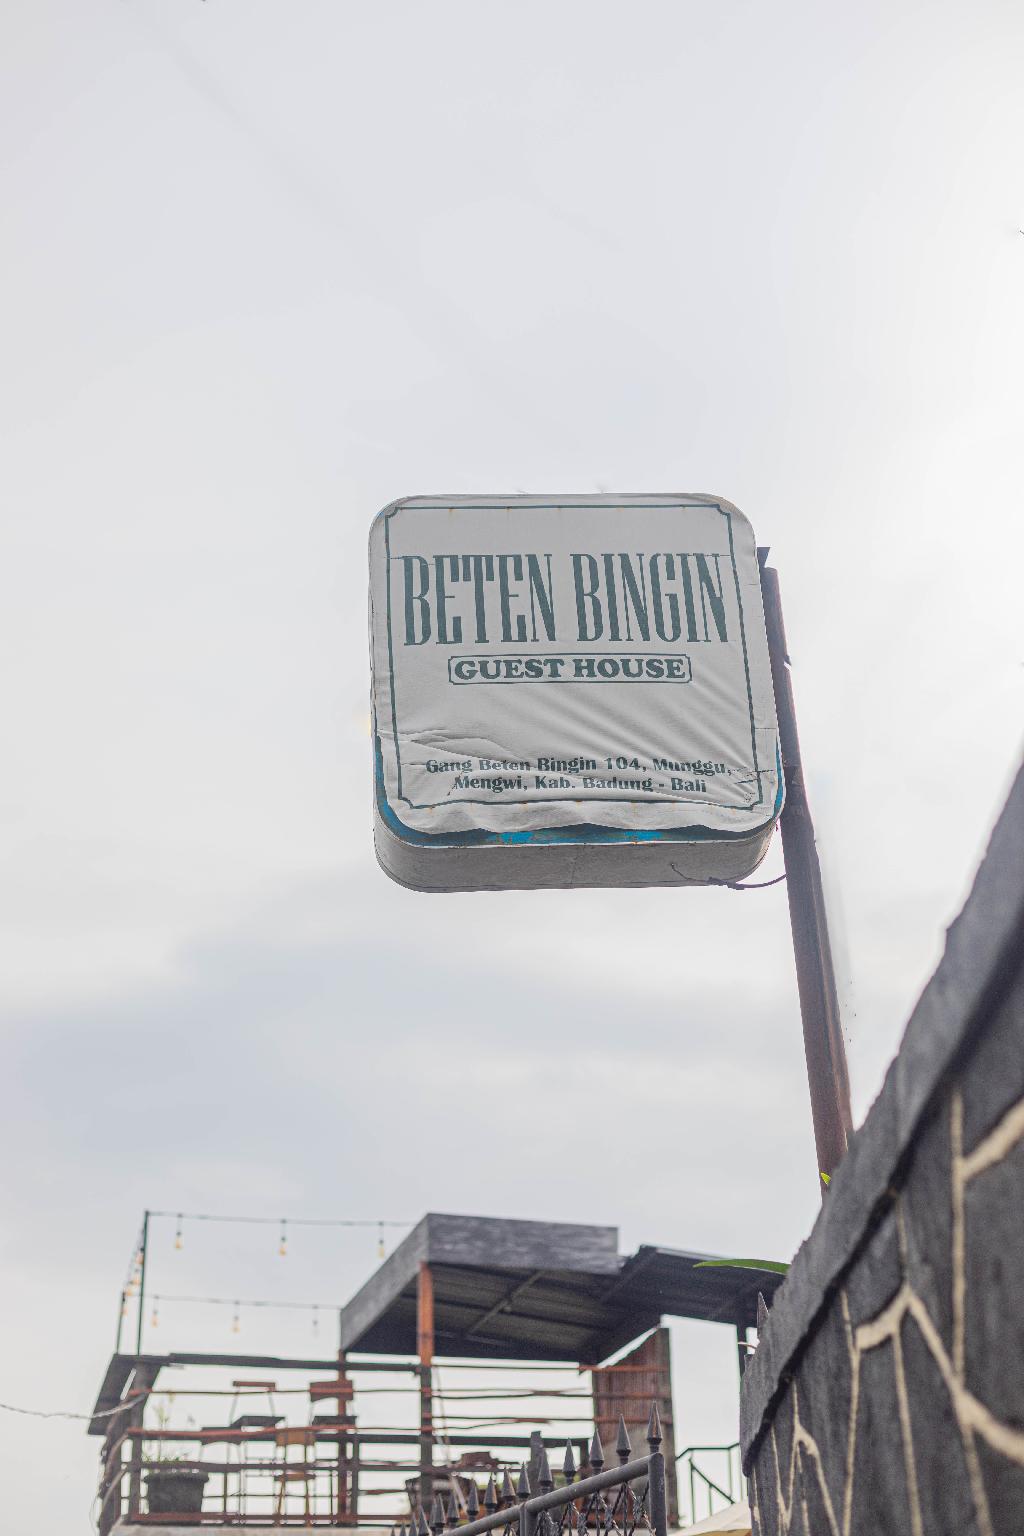 BETEN BINGIN
GUEST HOUSE
Gang Beten Bingin 104, Munggu,
Mengwi, Kab. Badung - Bali